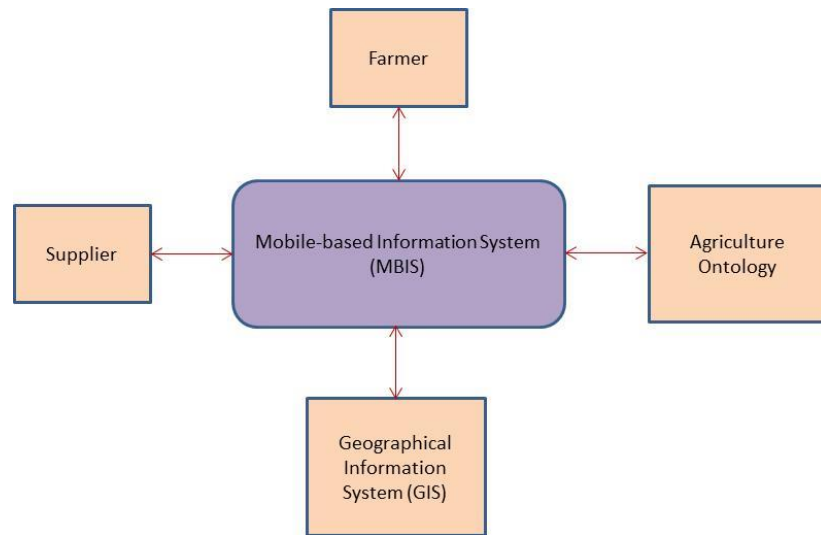 Farmer
Supplier
Mobile-based Information System
(MBIS)
Agriculture
Ontology
Geographical
Information
System (GIS)